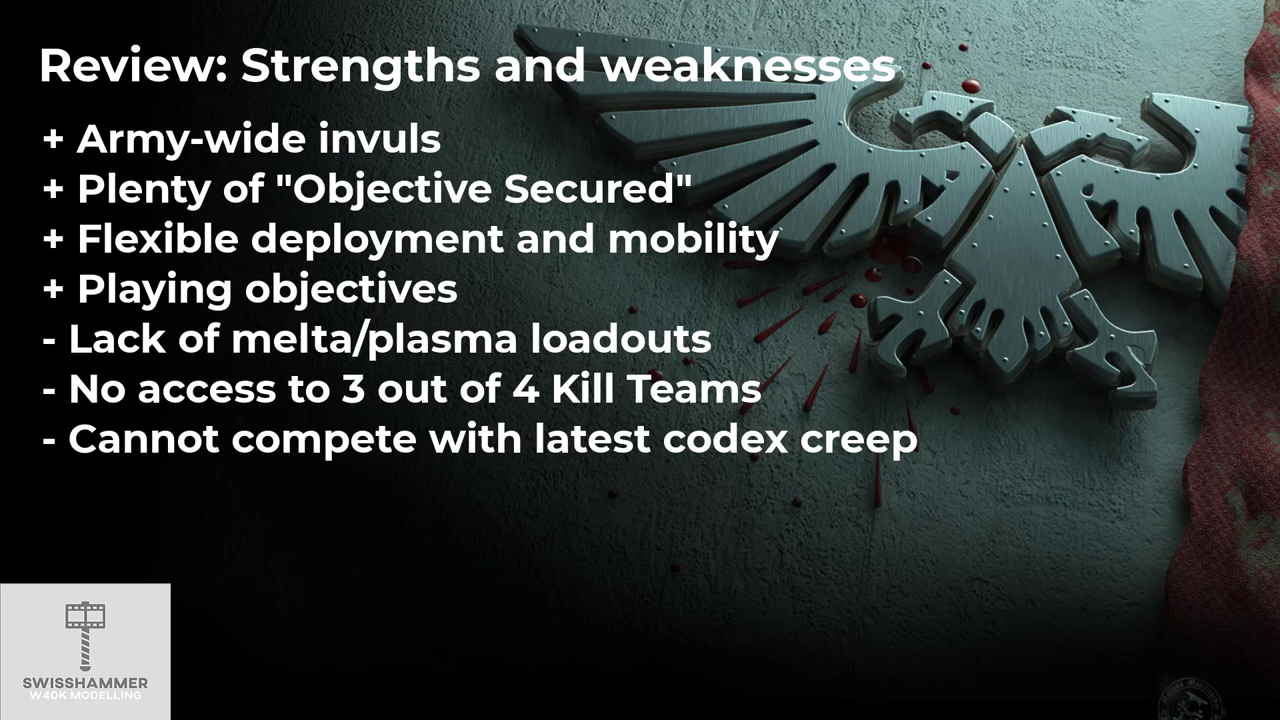 Review: Strengths and weaknesses
+ Army-wide invuls
+ Plenty of "Objective Secured"
+ Flexible deployment and mobility
+ Playing objectives
- Lack of melta/plasma loadouts
- No access to 3 out of 4 Kill Teams
- Cannot compete with latest codex creep
SWISSHAMMER
W40K MODELLING